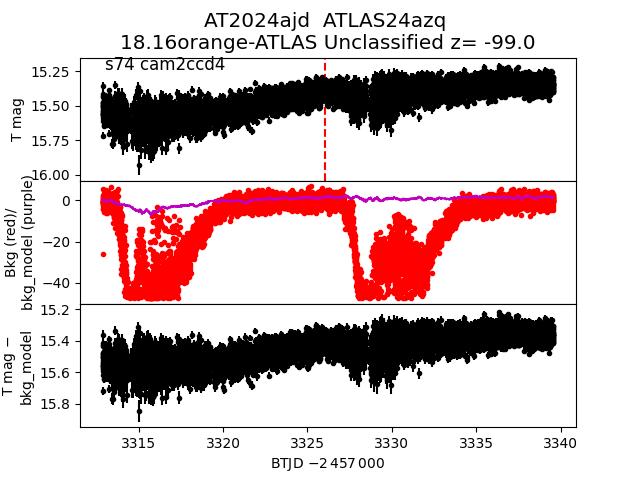 AT2024ajd  ATLAS24azq
18.16orange-ATLAS Unclassified z= -99.0
s74 cam2ccd4
T mag
15.25
15.50
15.75
16.00
Bkg (red)/
bkg_model (purple)
0
−20
−40
T mag −
bkg_model
15.2
15.4
15.6
15.8
3315 3320 3325 3330 3335 3340
BTJD −2 457 000